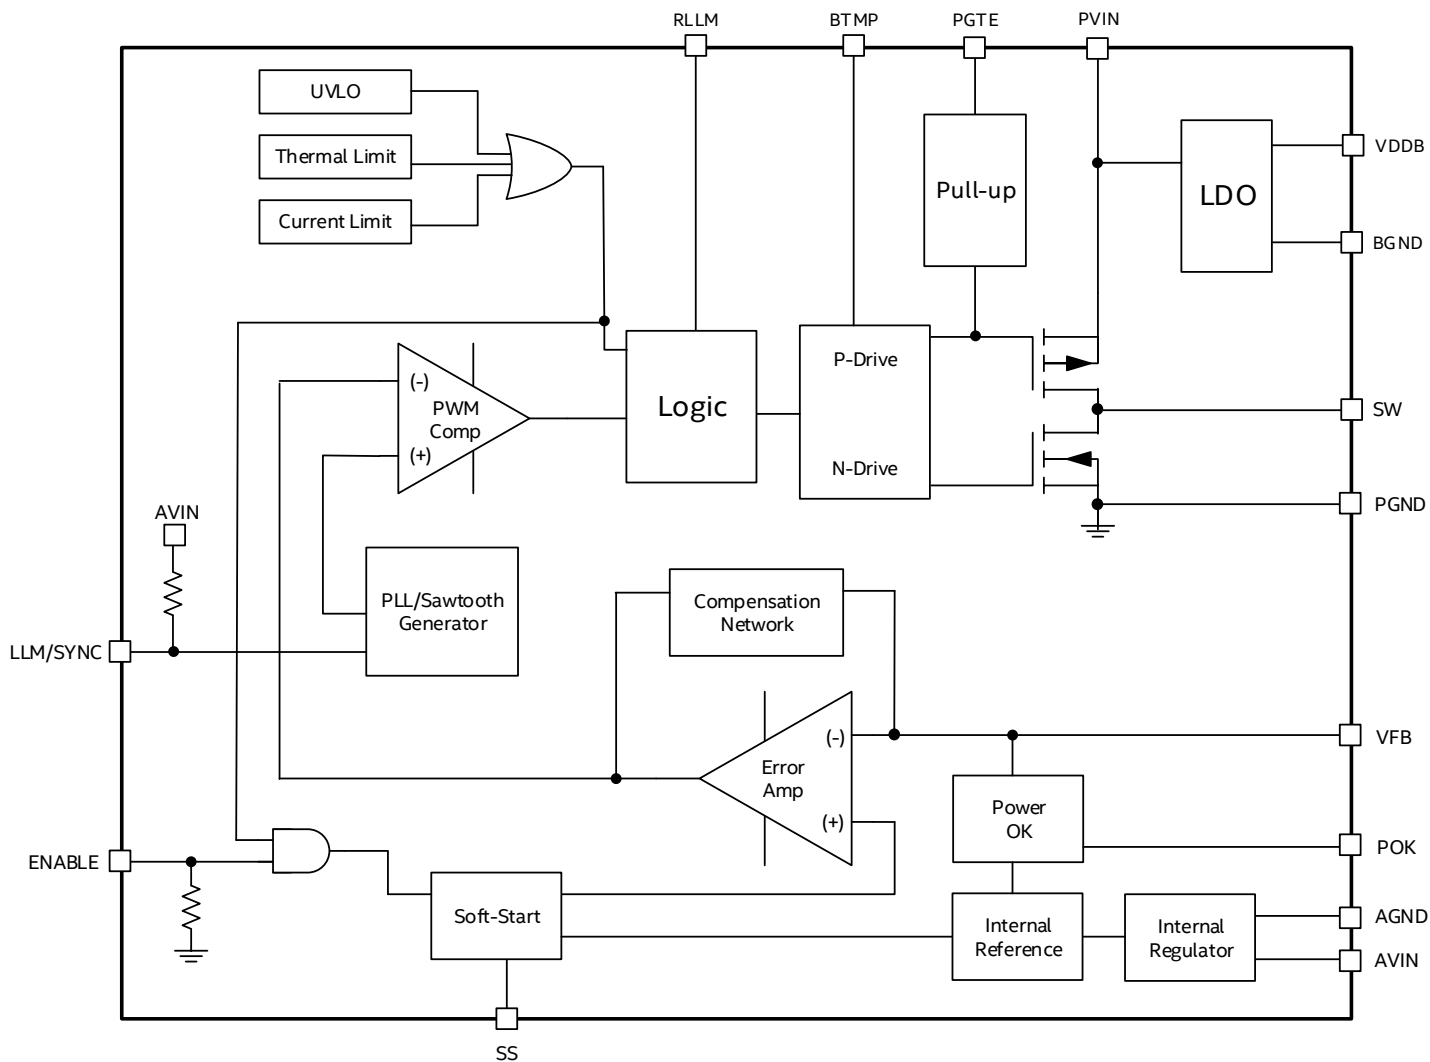 RLLM
BTMP
PGTE
PVIN
UVLO
Thermal Limit
Current Limit
Pull-up
LDO
VDDB
BGND
(-)
PWM
Comp
(+)
Logic
P-Drive
N-Drive
SW
PGND
AVIN
PLL/Sawtooth
Generator
LLM/SYNC
Compensation
Network
(-)
Error
Amp
(+)
VFB
Power
OK
POK
ENABLE
Soft-Start
Internal
Reference
Internal
Regulator
AGND
AVIN
SS